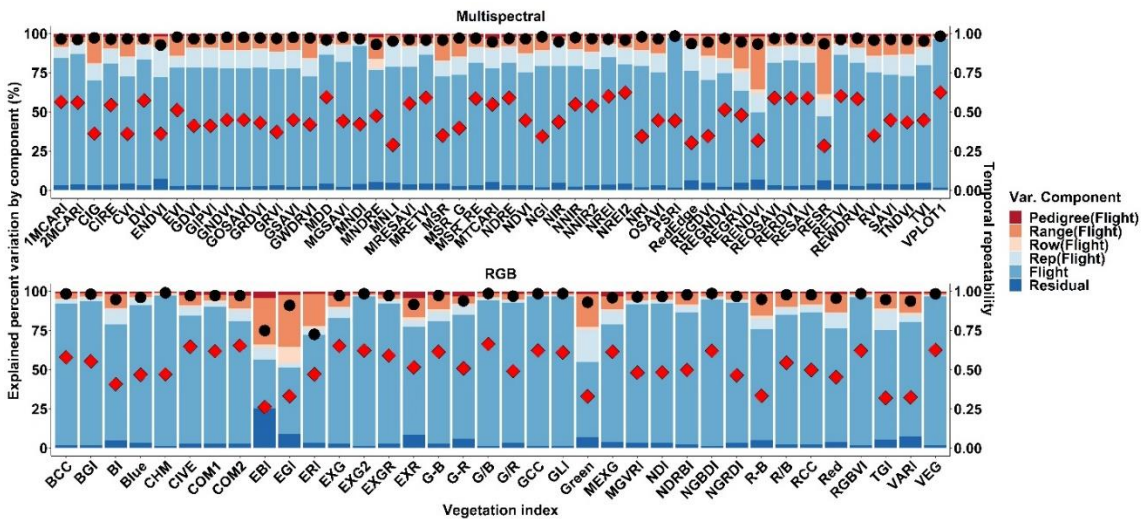 Multispectral
100
75
50
25
0
1.00
0.75
0.50
0.25
0.00
1MCARI
2MCARI
CIG
CRE
CVI
DVI
ENDVI
EVI
GDVI
GIPVI
GNDVI
GOSAVI
GRDVI
GRVI
GSAVI
GWDRVI
MDD
MGSAVI
MNDI
MNDRE
MNLI
MRESAVI
MRETVI
MSR
MSR_G
MSR_RE
MTCARI
NDRE
NDVI
NGI
NIR
NNIR
NNIR2
NREI
NREI2
NRI
OSAVI
PSRI
RedEdge
REGDVI
REGNDVI
REGRVI
RENDVI
REOSAVI
RERDVI
RESAVI
RESR
RETVI
REWDRVI
RVI
SAVI
TNDVI
TVI
VPLOT1
Explained percent variation by component (%)
Temporal repeatability
RGB
100
75
50
25
0
1.00
0.75
0.50
0.25
0.00
BCC
BGI
BI
Blue
CHM
CIVE
COM1
COM2
EBI
EGI
ERI
EXG
EXG2
EXGR
EXR
G-B
G-R
G/B
G/R
GCC
GLI
Green
MEXG
MGVRI
NDI
NDRBI
NGBDI
NGRDI
R-B
R/B
RCC
Red
RGBVI
TGI
VARI
VEG
Vegetation index
Var. Component
Pedigree(Flight)
Range(Flight)
Row(Flight)
Rep(Flight)
Flight
Residual